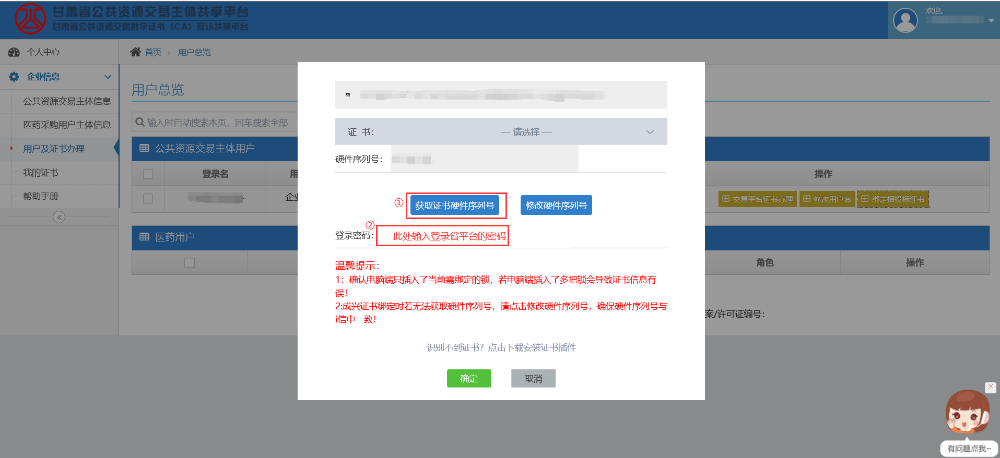 甘肃省公共资源交易主体共享平台
甘肃省公共资源交易数字证书（CA）互认共享平台
欢迎,
个人中心
企业信息
公共资源交易主体信息
医药采购用户主体信息
用户及证书办理
我的证书
帮助手册
首页 > 用户总览
用户总览
输入时自动搜索本页，回车搜索全部
公共资源交易主体用户
登录名
用
操作
企业
交易平台证书办理
修改用户名
绑定招投标证书
医药用户
角色
操作
案/许可证编号：
证 书：
— 请选择 —
硬件序列号：
① 获取证书硬件序列号
修改硬件序列号
②
登录密码： 此处输入登录省平台的密码
温馨提示：
1：确认电脑端只插入了当前需绑定的锁，若电脑端插入了多把锁会导致证书信息有
误！
2:成兴证书绑定时若无法获取硬件序列号，请点击修改硬件序列号，确保硬件序列号与
i信中一致！
识别不到证书？点击下载安装证书插件
确定
取消
有问题点我~